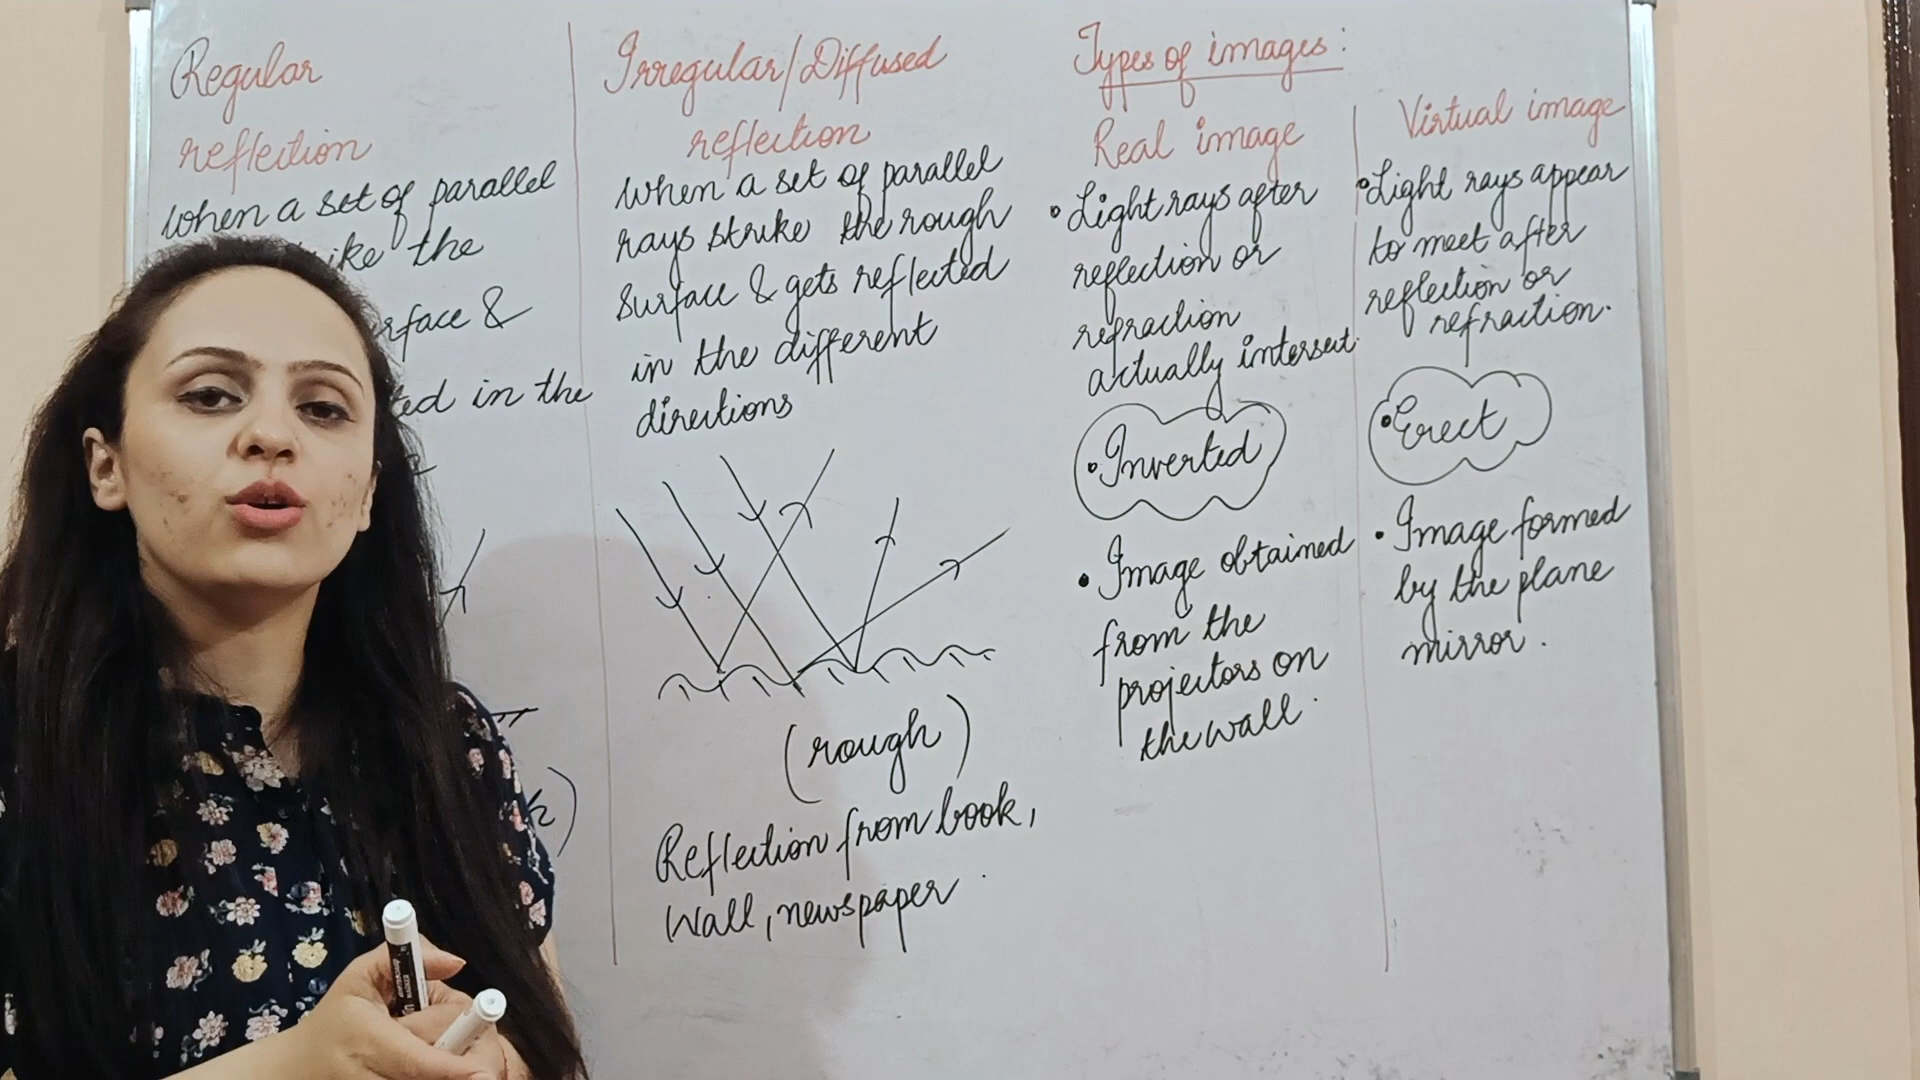 Regular
reflection
When a set of parallel
ike the
rface &
ted in the
Irregular/Diffused
reflection
When a set of parallel
rays strike the rough
surface & gets reflected
in the different
directions
(rough)
Reflection from book,
Wall, newspaper
Types of images:
Real image
• Light rays after
reflection or
refraction
actually intersect.
• Inverted
• Image obtained
from the
projectors on
the wall.
Virtual image
• Light rays appear
to meet after
reflection or
refraction.
• Erect
• Image formed
by the plane
mirror.